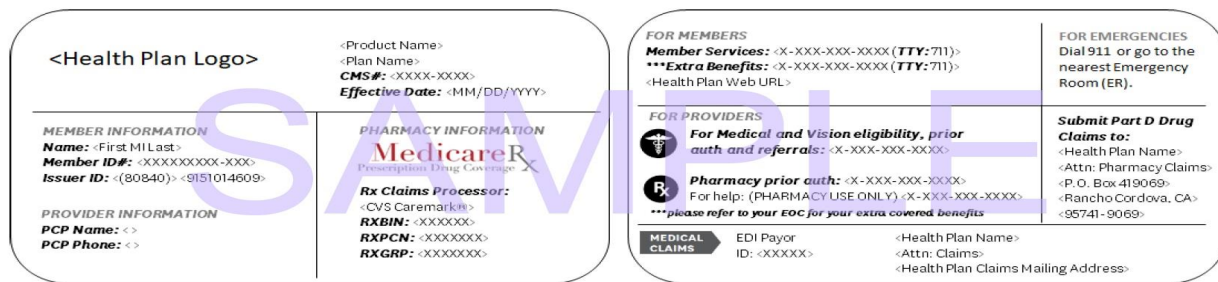 <Health Plan Logo>
<Product Name>
<Plan Name>
CMS#: <XXXX-XXXX>
Effective Date: <MM/DD/YYYY>
MEMBER INFORMATION
Name: <First MI Last>
Member ID#: <XXXXXXXXX-XXX>
Issuer ID: <(80840)> <9151014609>
PROVIDER INFORMATION
PCP Name: < >
PCP Phone: < >
PHARMACY INFORMATION
MedicareRx
Prescription Drug Coverage
Rx Claims Processor:
<CVS Caremark®>
RXBIN: <XXXXXX>
RXPCN: <XXXXXXX>
RXGRP: <XXXXXXX>
FOR MEMBERS
Member Services: <X-XXX-XXX-XXXX (TTY:711)>
***Extra Benefits: <X-XXX-XXX-XXXX (TTY:711)>
<Health Plan Web URL>
FOR EMERGENCIES
Dial 911 or go to the
nearest Emergency
Room (ER).
FOR PROVIDERS
For Medical and Vision eligibility, prior
auth and referrals: <X-XXX-XXX-XXXX>
Rx
Pharmacy prior auth: <X-XXX-XXX-XXXX>
For help: (PHARMACY USE ONLY) <X-XXX-XXX-XXXX>
***please refer to your EOC for your extra covered benefits
Submit Part D Drug
Claims to:
<Health Plan Name>
<Attn: Pharmacy Claims>
<P.O. Box 419069>
<Rancho Cordova, CA>
<95741-9069>
MEDICAL
CLAIMS
EDI Payor
ID: <XXXXX>
<Health Plan Name>
<Attn: Claims>
<Health Plan Claims Mailing Address>
SAMPLE